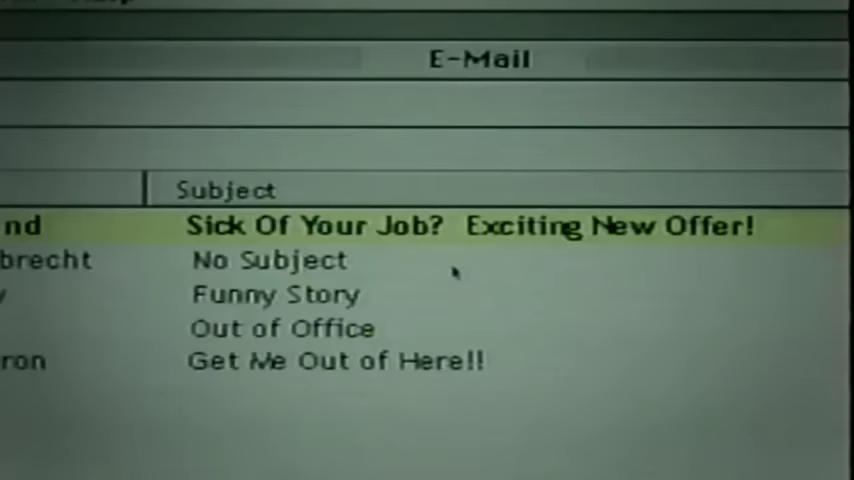 E-Mail
Subject
nd Sick Of Your Job? Exciting New Offer!
brecht No Subject
y Funny Story
Out of Office
ron Get Me Out of Here!!